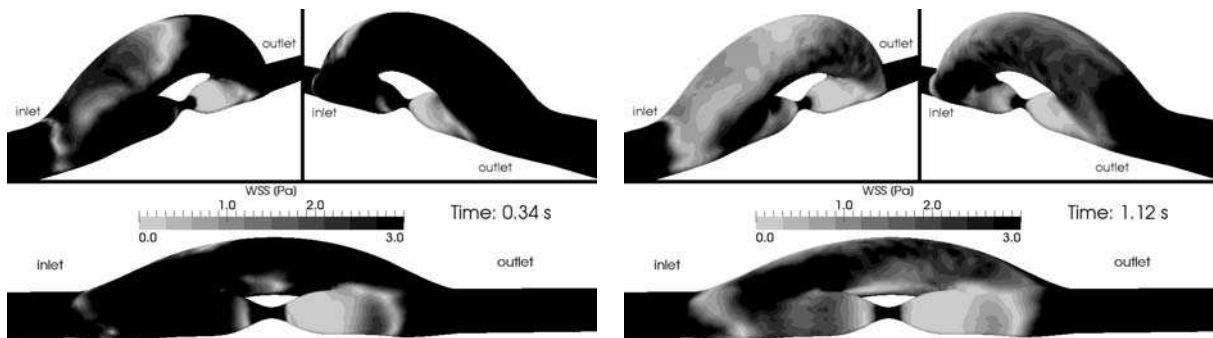 outlet
inlet
inlet
outlet
WSS (Pa)
1.0 2.0
0.0 3.0
Time: 0.34 s
inlet
outlet
outlet
inlet
inlet
outlet
WSS (Pa)
1.0 2.0
0.0 3.0
Time: 1.12 s
inlet
outlet